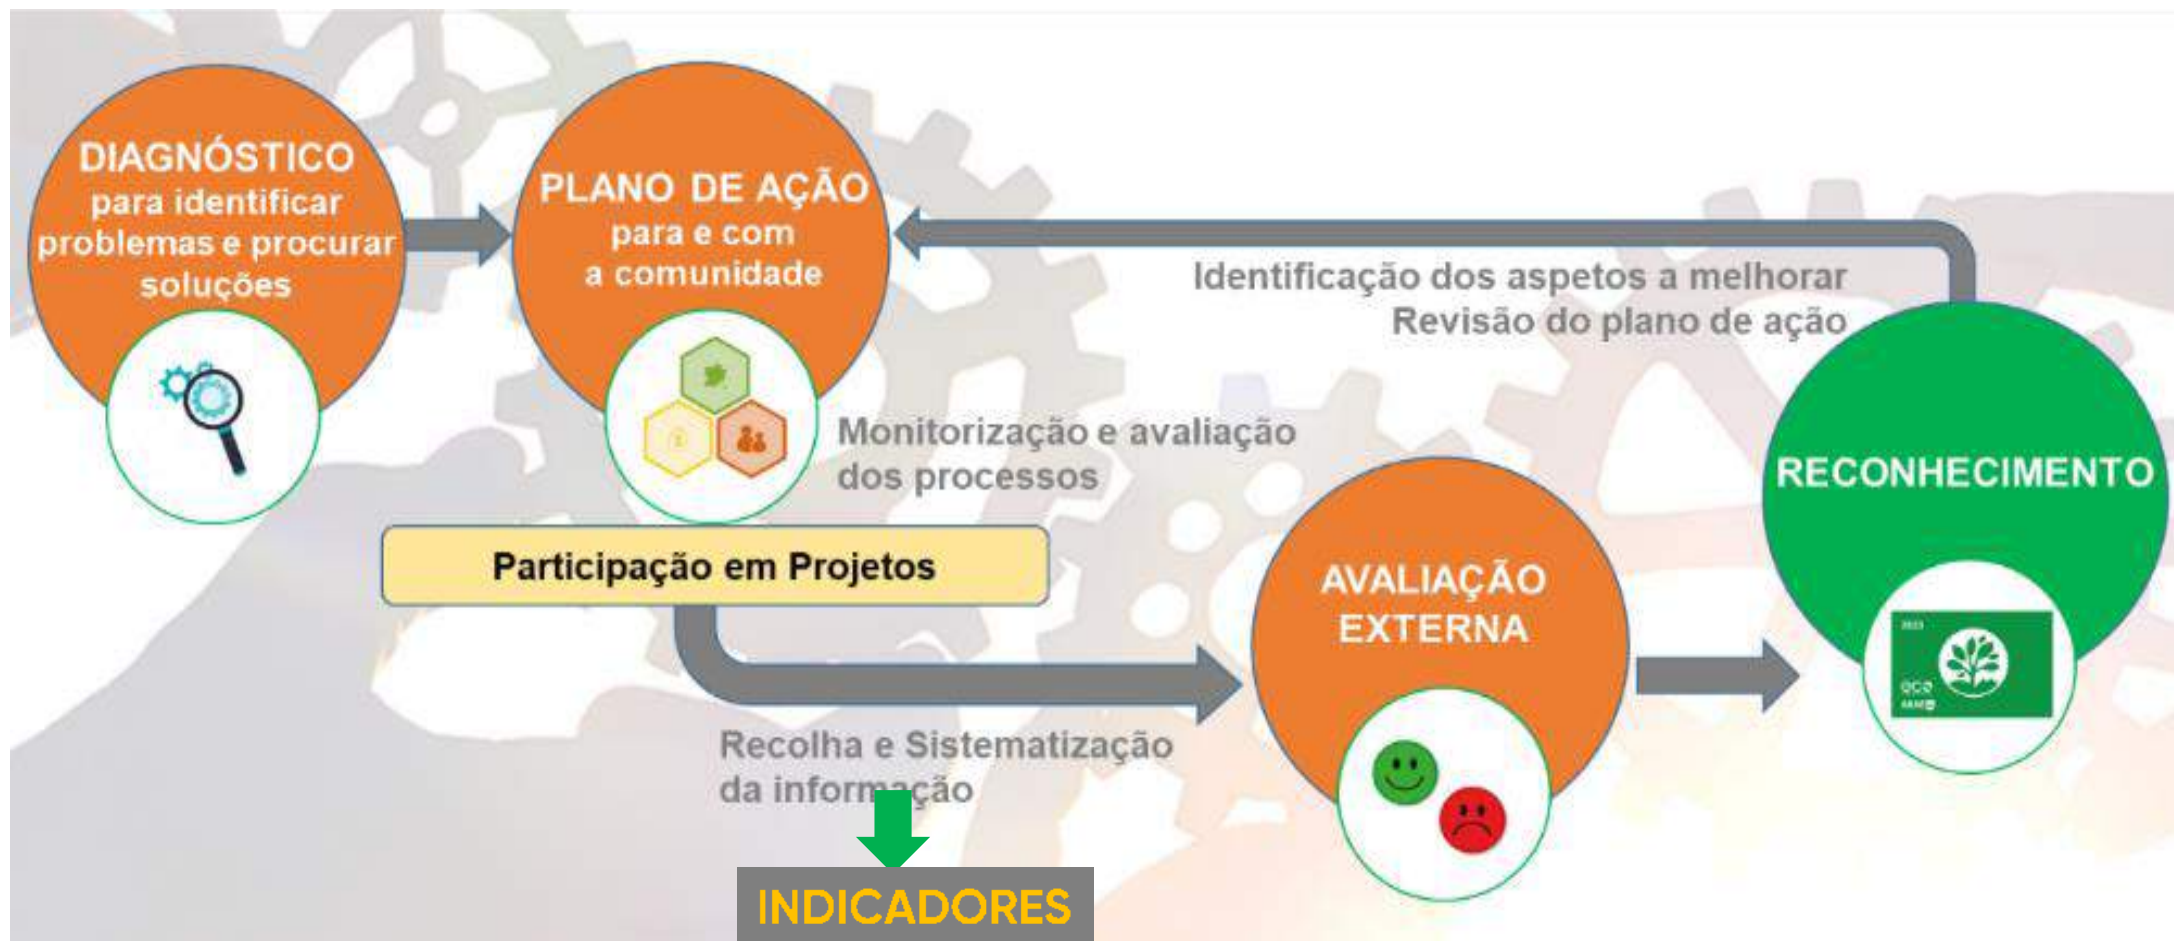 DIAGNÓSTICO
para identificar
problemas e procurar
soluções
PLANO DE AÇÃO
para e com
a comunidade
Identificação dos aspetos a melhorar
Revisão do plano de ação
Monitorização e avaliação
dos processos
Participação em Projetos
RECONHECIMENTO
AVALIAÇÃO
EXTERNA
eco
Recolha e Sistematização
da informação
INDICADORES